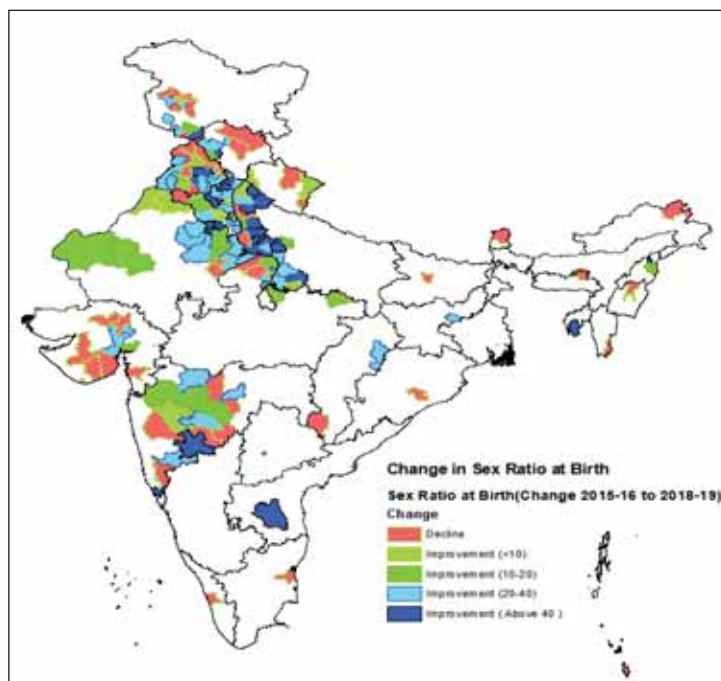 Change in Sex Ratio at Birth
Sex Ratio at Birth(Change 2015-16 to 2018-19)
Change
Decline
Improvement (<10)
Improvement (10-20)
Improvement (20-40)
Improvement ( Above 40 )